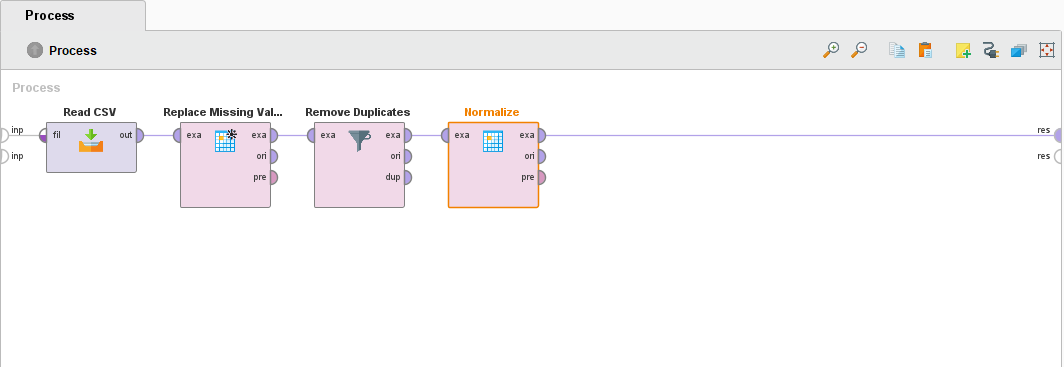 Process
Process
Process
Read CSV Replace Missing Val... Remove Duplicates Normalize
inp fil out exa exa exa exa exa exa res
inp ori ori ori res
pre dup pre